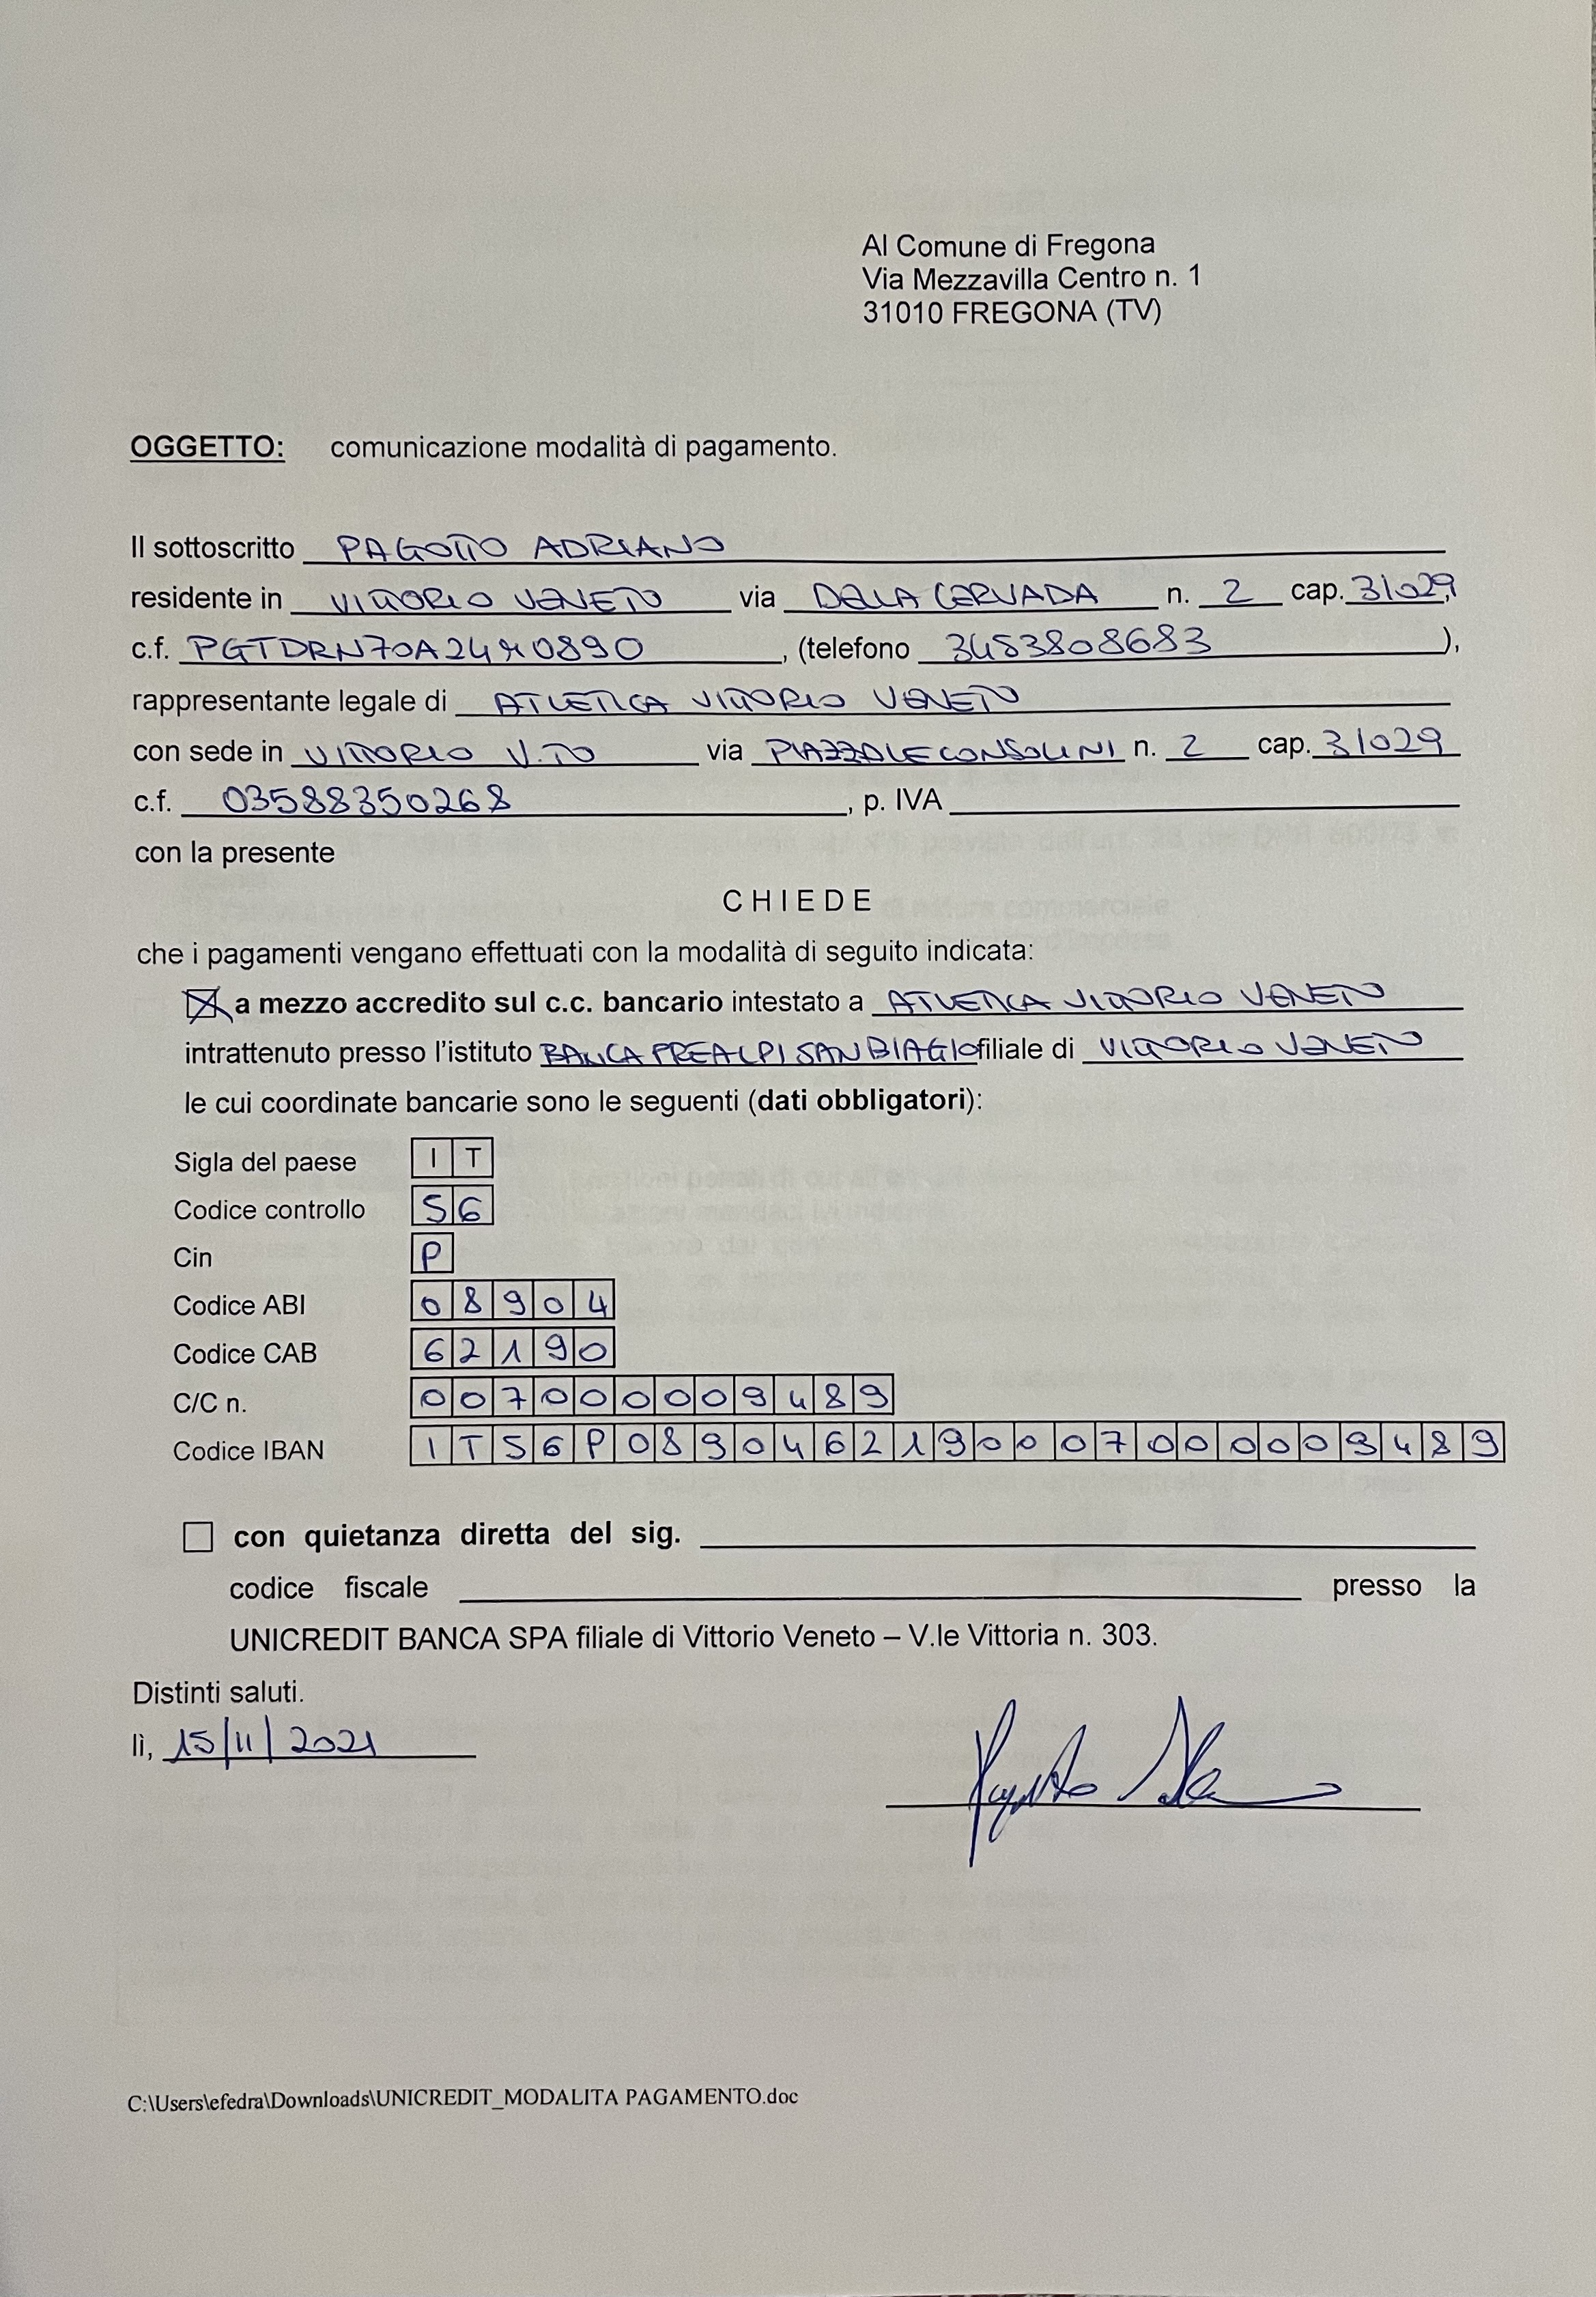 Al Comune di Fregona
Via Mezzavilla Centro n. 1
31010 FREGONA (TV)
OGGETTO: comunicazione modalità di pagamento.
Il sottoscritto PAGOTTO ADRIANO
residente in VITTORIO VENETO via DELLA CERVADA n. 2 cap. 31029,
c.f. PGTDRN70A24M089O, (telefono 3453808683),
rappresentante legale di ATLETICA VITTORIO VENETO
con sede in VITTORIO V.TO via PIAZZALE CONSOLINI n. 2 cap. 31029
c.f. 03588350268, p. IVA
con la presente
CHIEDE
che i pagamenti vengano effettuati con la modalità di seguito indicata:
a mezzo accredito sul c.c. bancario intestato a ATLETICA VITTORIO VENETO
intrattenuto presso l'istituto BANCA PREALPI SAN BIAGIO filiale di VITTORIO VENETO
le cui coordinate bancarie sono le seguenti (dati obbligatori):
Sigla del paese IT
Codice controllo 56
Cin P
Codice ABI 08904
Codice CAB 62190
C/C n. 007000009489
Codice IBAN IT56P0890462190007000009489
con quietanza diretta del sig.
codice fiscale presso la
UNICREDIT BANCA SPA filiale di Vittorio Veneto – V.le Vittoria n. 303.
Distinti saluti.
lì, 15/11/2021
C:\Users\efedra\Downloads\UNICREDIT_MODALITA PAGAMENTO.doc